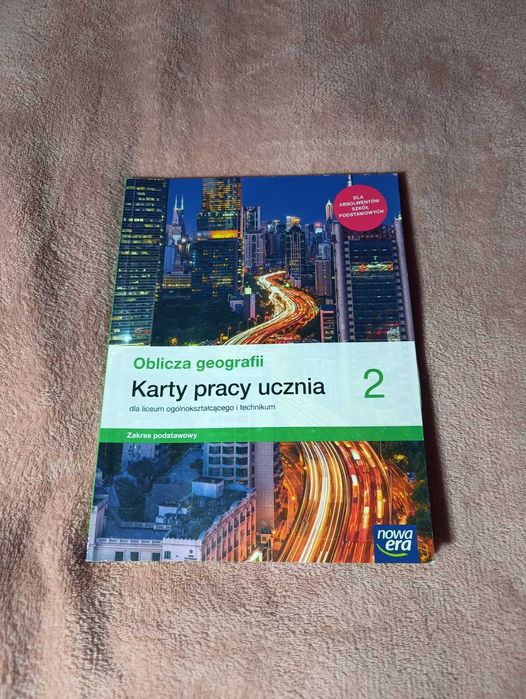 DLA
ABSOLWENTÓW
SZKÓŁ
PODSTAWOWYCH
Oblicza geografii
Karty pracy ucznia 2
dla liceum ogólnokształcącego i technikum
Zakres podstawowy
nowa
era